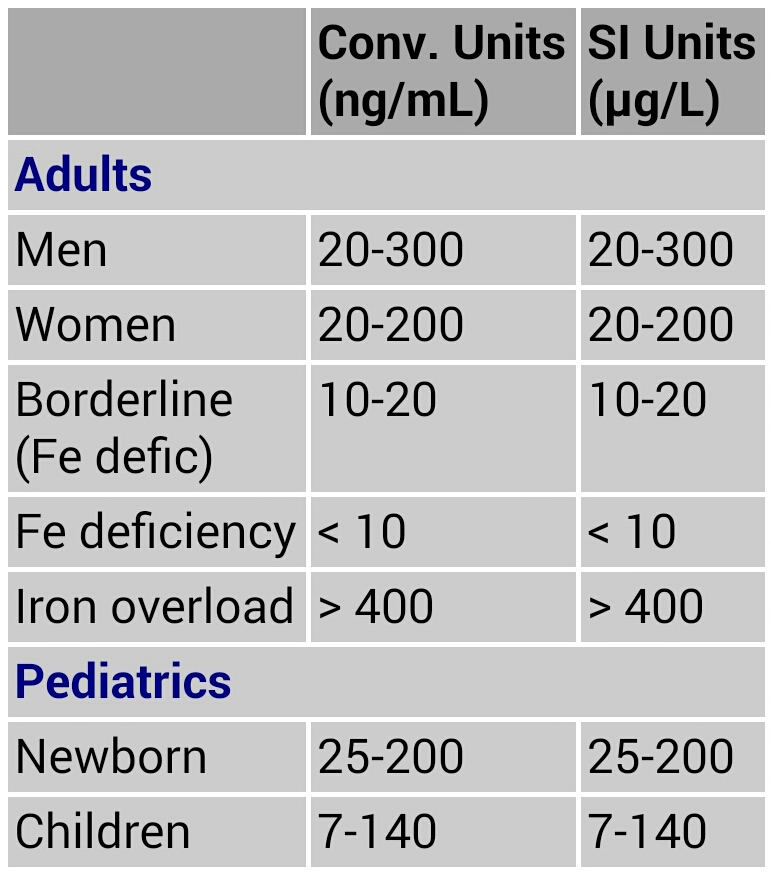 Conv. Units SI Units
(ng/mL) (µg/L)
Adults
Men 20-300 20-300
Women 20-200 20-200
Borderline 10-20 10-20
(Fe defic)
Fe deficiency < 10 < 10
Iron overload > 400 > 400
Pediatrics
Newborn 25-200 25-200
Children 7-140 7-140